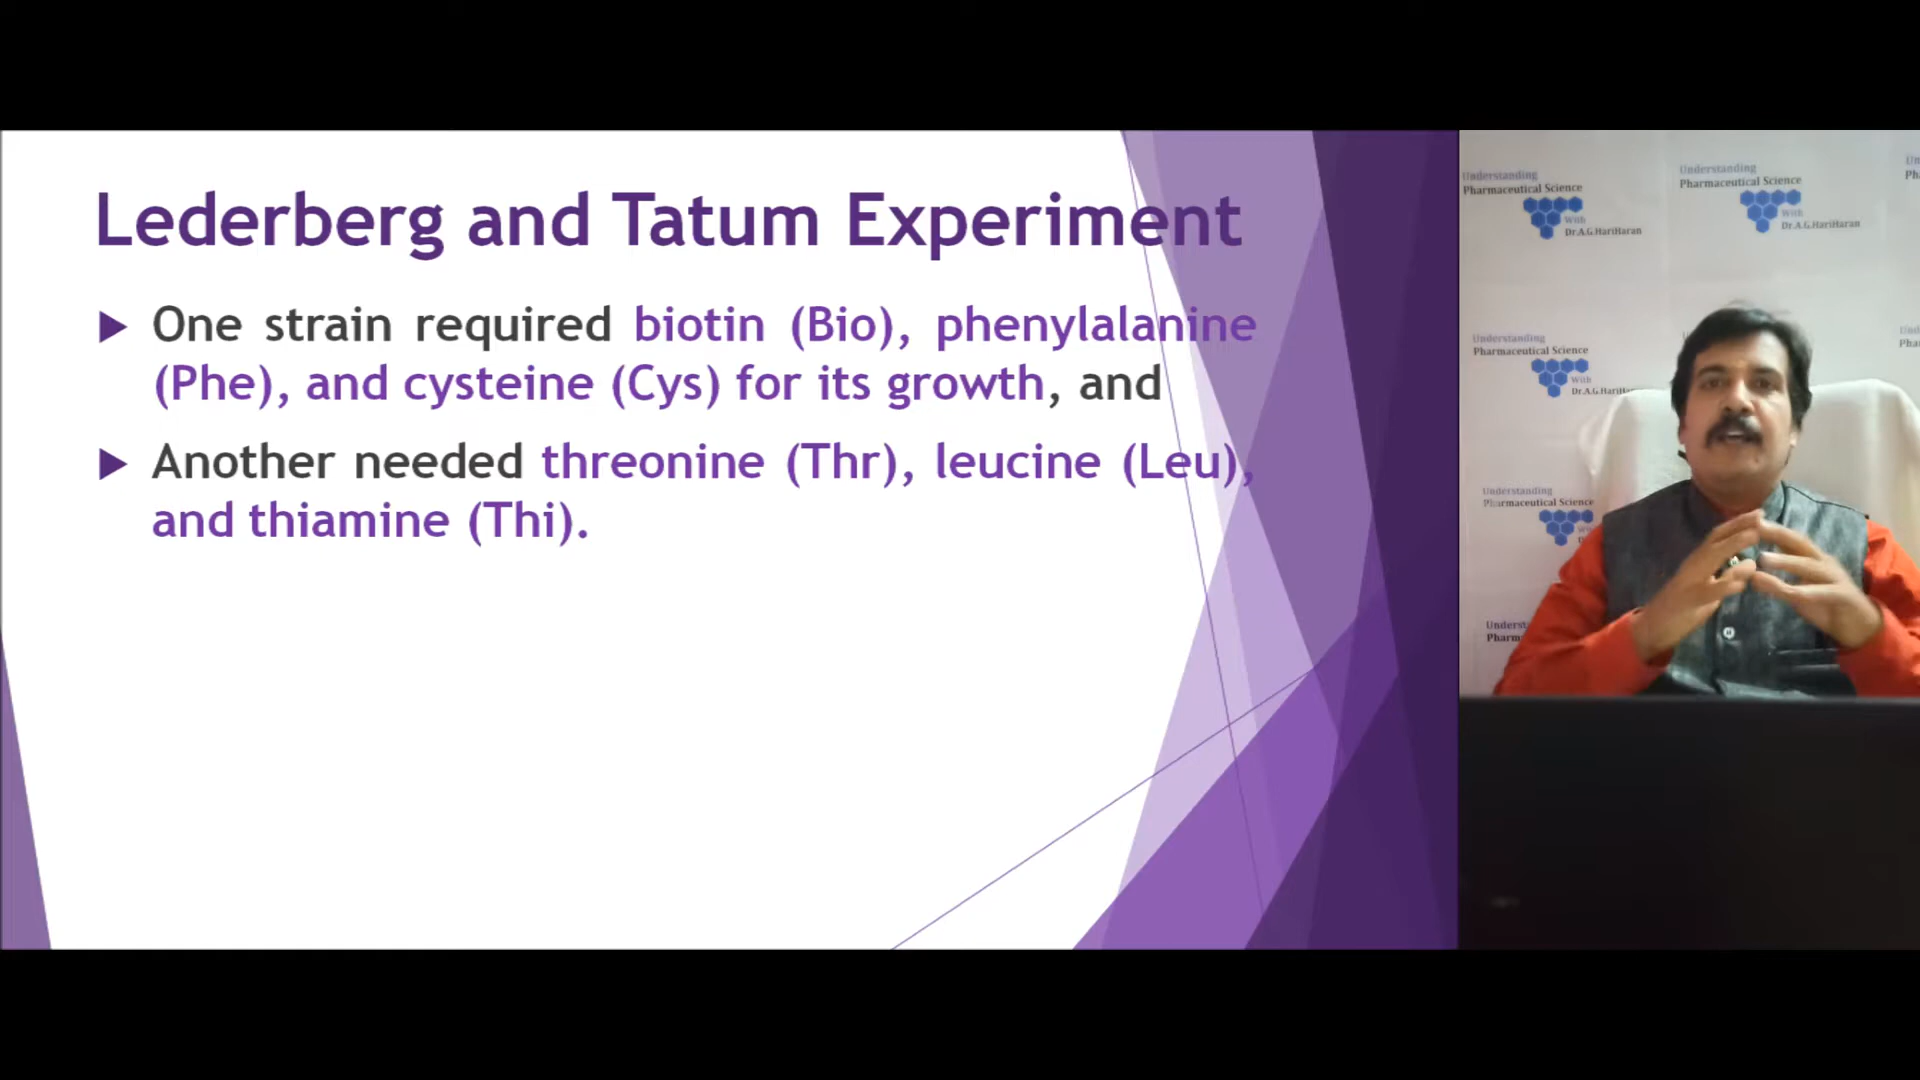 Lederberg and Tatum Experiment
One strain required biotin (Bio), phenylalanine
(Phe), and cysteine (Cys) for its growth, and
Another needed threonine (Thr), leucine (Leu),
and thiamine (Thi).
Understanding
Pharmaceutical Science
With
Dr.A.G.HariHaran
Understanding
Pharmaceutical Science
With
Dr.A.G.HariHaran
Understanding
Pharmaceutical Science
With
Understanding
Pharmaceutical Science